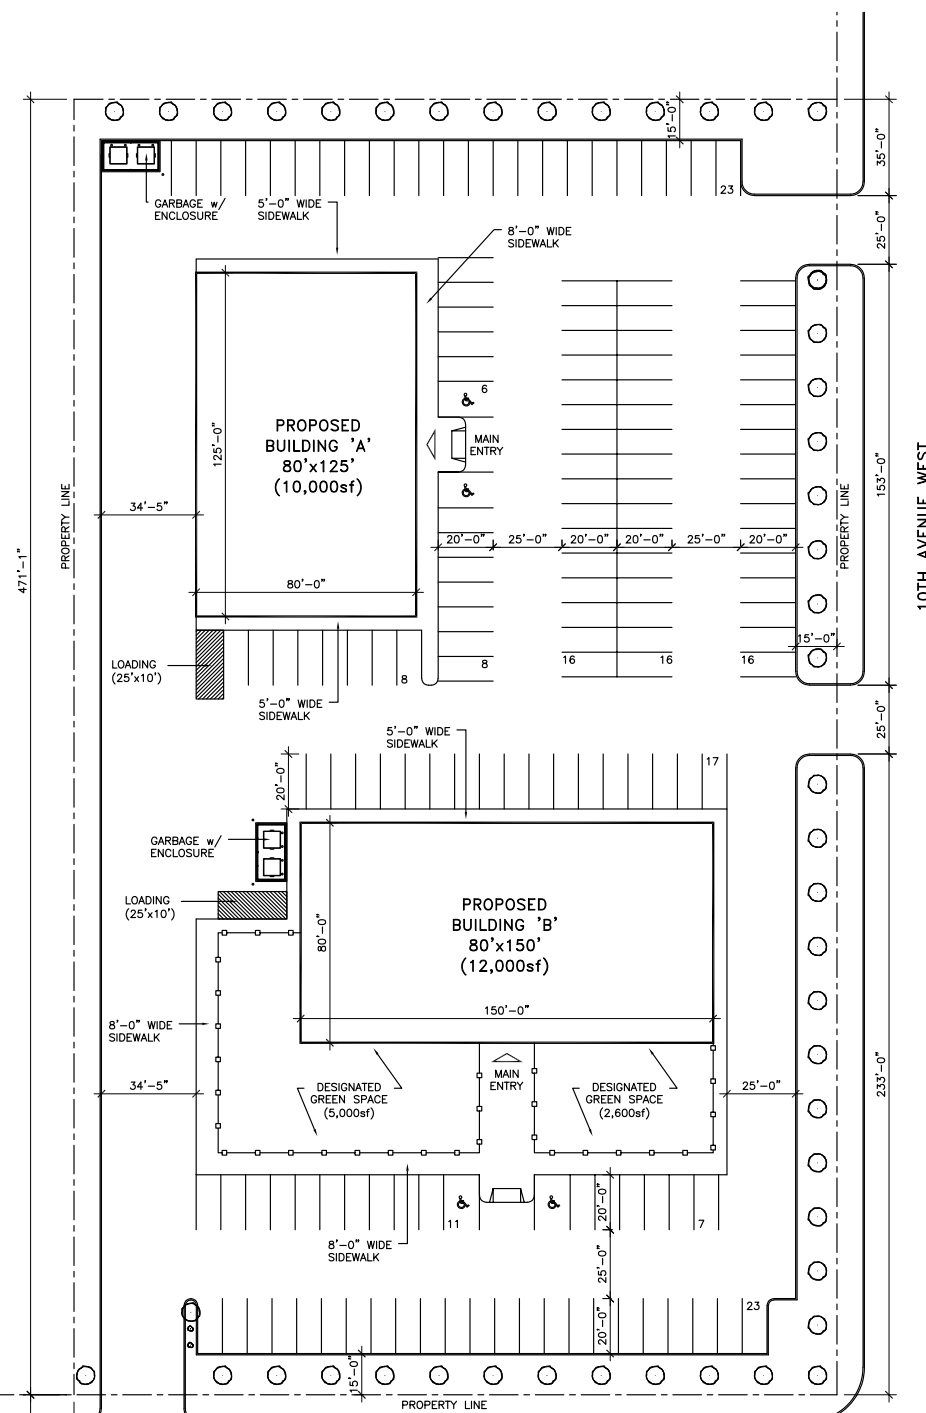 15'-0"
35'-0"
23
GARBAGE w/
ENCLOSURE
5'-0" WIDE
SIDEWALK
8'-0" WIDE
SIDEWALK
25'-0"
6
125'-0"
PROPOSED
BUILDING 'A'
80'x125'
(10,000sf)
MAIN
ENTRY
PROPERTY LINE
34'-5"
471'-1"
20'-0"
25'-0"
20'-0"
20'-0"
25'-0"
20'-0"
PROPERTY LINE
153'-0"
10TH AVENUE WEST
80'-0"
15'-0"
LOADING
(25'x10')
8
8
16
16
16
5'-0" WIDE
SIDEWALK
25'-0"
5'-0" WIDE
SIDEWALK
20'-0"
17
GARBAGE w/
ENCLOSURE
LOADING
(25'x10')
80'-0"
PROPOSED
BUILDING 'B'
80'x150'
(12,000sf)
150'-0"
8'-0" WIDE
SIDEWALK
34'-5"
DESIGNATED
GREEN SPACE
(5,000sf)
MAIN
ENTRY
DESIGNATED
GREEN SPACE
(2,600sf)
25'-0"
233'-0"
11
20'-0"
7
8'-0" WIDE
SIDEWALK
25'-0"
23
20'-0"
15'-0"
PROPERTY LINE